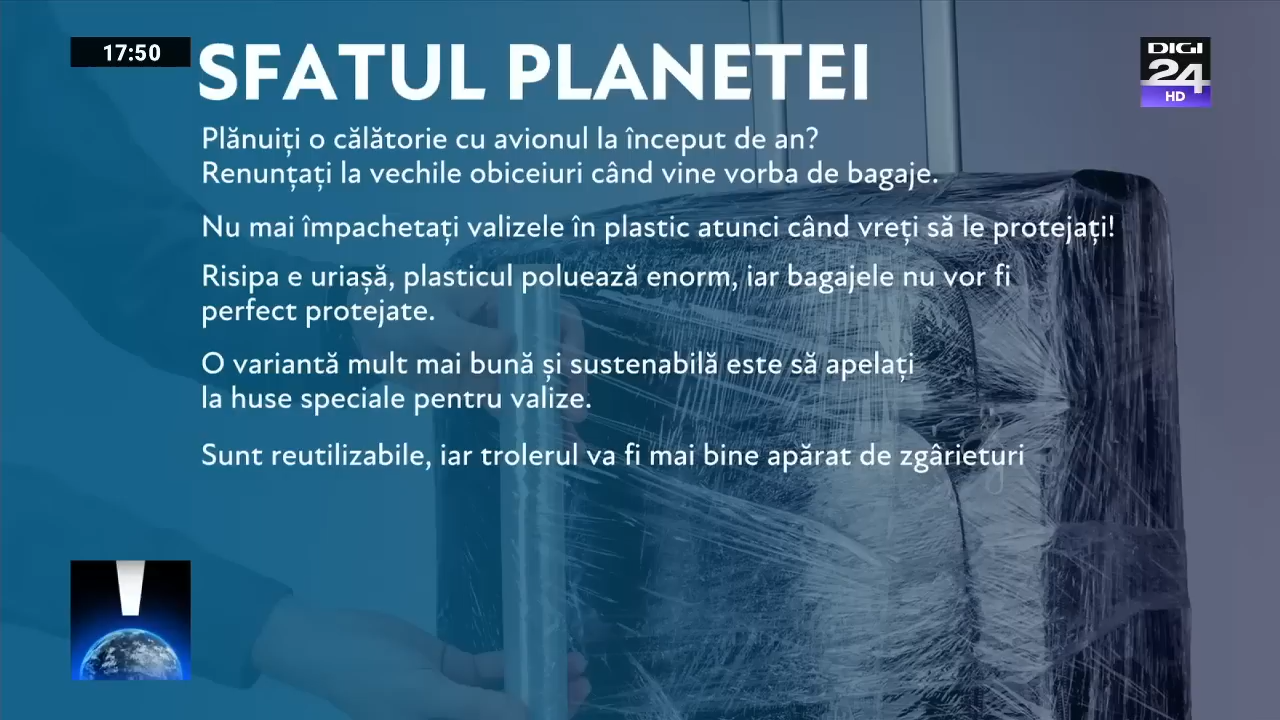 17:50
SFATUL PLANETEI
DIGI
24
HD
Plănuiți o călătorie cu avionul la început de an?
Renunțați la vechile obiceiuri când vine vorba de bagaje.
Nu mai împachetați valizele în plastic atunci când vreți să le protejați!
Risipa e uriașă, plasticul poluează enorm, iar bagajele nu vor fi
perfect protejate.
O variantă mult mai bună și sustenabilă este să apelați
la huse speciale pentru valize.
Sunt reutilizabile, iar trolerul va fi mai bine apărat de zgârieturi